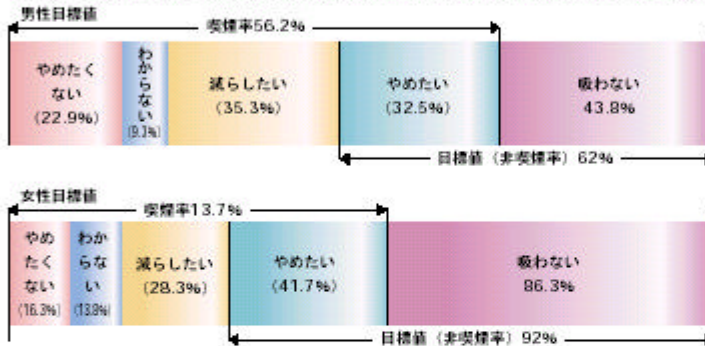 男性目標値
喫煙率56.2%
やめたく
ない
(22.9%)
わからない
(9.3%)
減らしたい
(35.3%)
やめたい
(32.5%)
吸わない
43.8%
目標値（非喫煙率）62%
女性目標値
喫煙率13.7%
やめ
たく
ない
(16.3%)
わか
らな
い
(13.8%)
減らしたい
(28.3%)
やめたい
(41.7%)
吸わない
86.3%
目標値（非喫煙率）92%